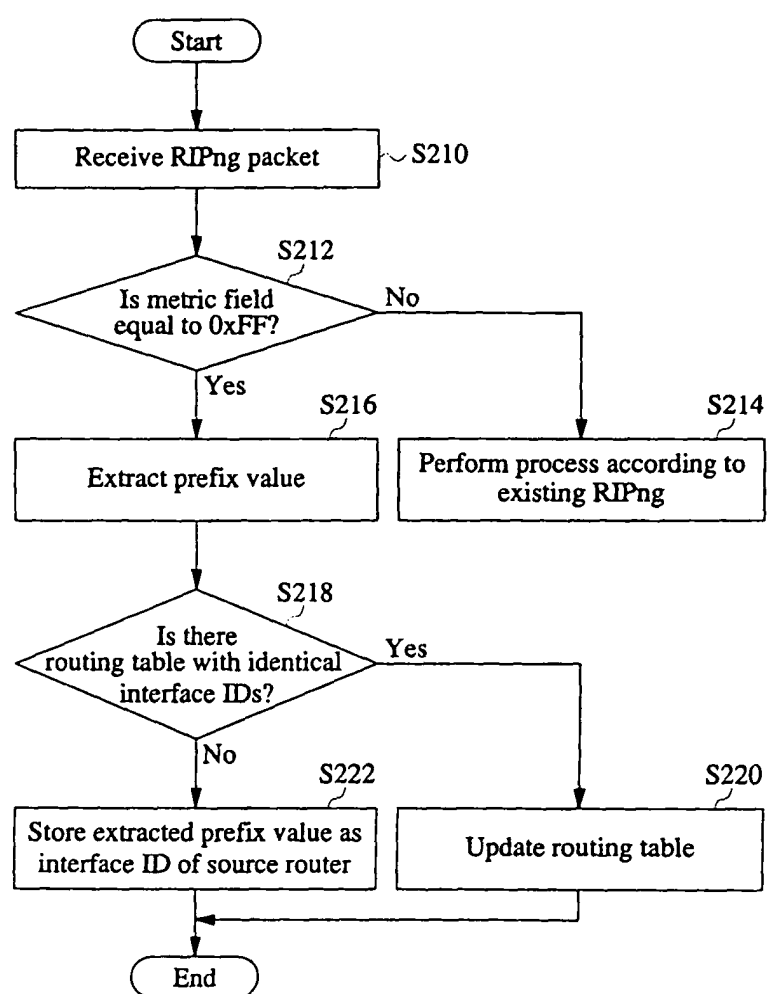 Start
Receive RIPng packet
S210
S212
Is metric field
equal to 0xFF?
No
Yes
S216
S214
Extract prefix value
Perform process according to
existing RIPng
S218
Is there
routing table with identical
interface IDs?
Yes
No
S222
S220
Store extracted prefix value as
interface ID of source router
Update routing table
End